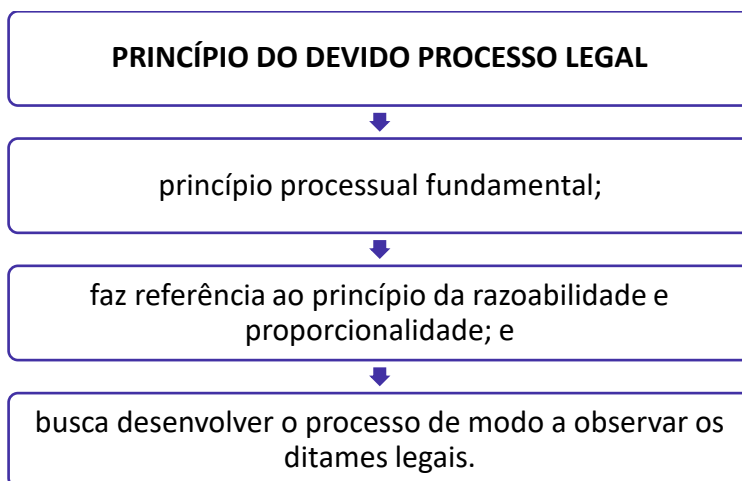 PRINCÍPIO DO DEVIDO PROCESSO LEGAL
princípio processual fundamental;
faz referência ao princípio da razoabilidade e
proporcionalidade; e
busca desenvolver o processo de modo a observar os
ditames legais.